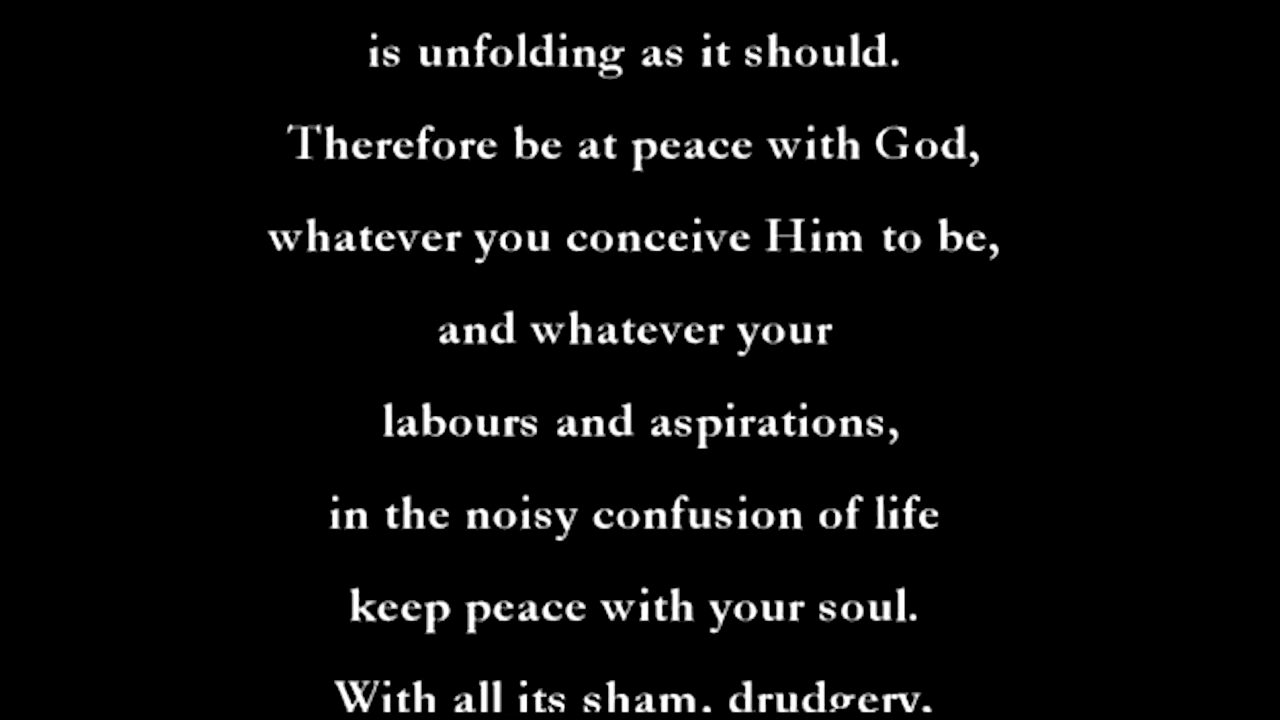 is unfolding as it should.
Therefore be at peace with God,
whatever you conceive Him to be,
and whatever your
labours and aspirations,
in the noisy confusion of life
keep peace with your soul.
With all its sham, drudgery,